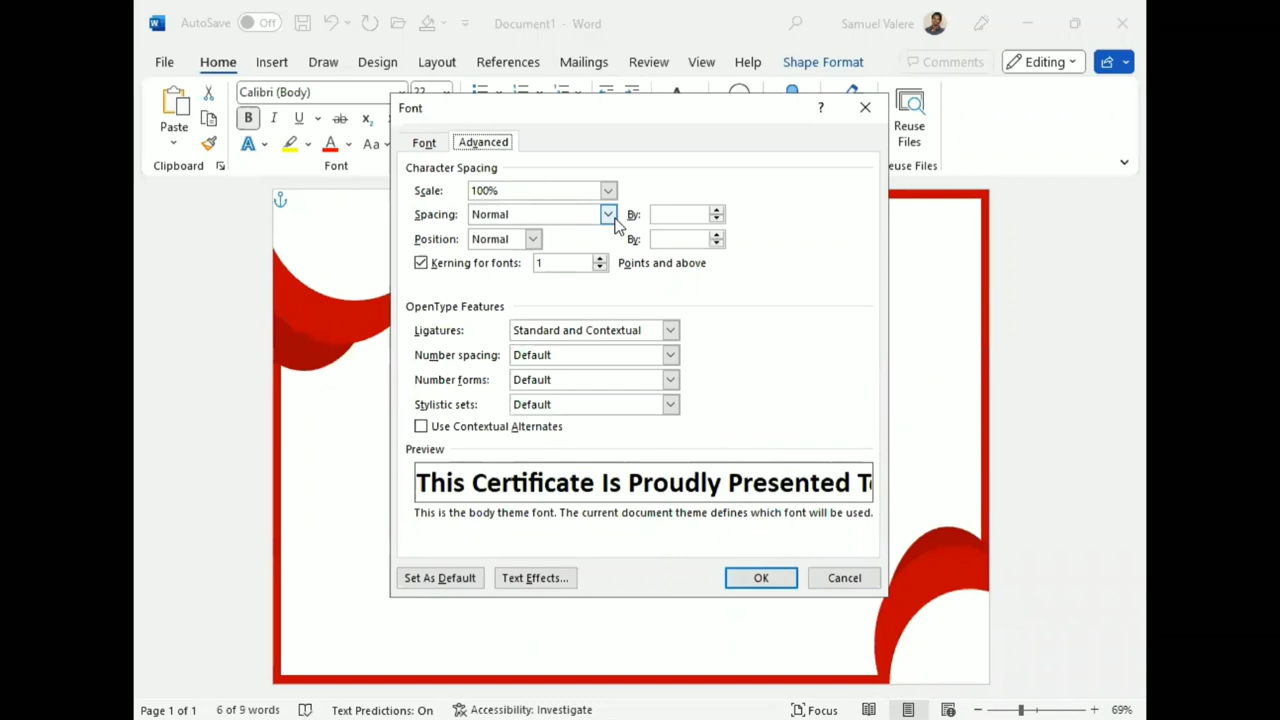 AutoSave Off Document1 - Word Samuel Valere
File Home Insert Draw Design Layout References Mailings Review View Help Shape Format Comments Editing
Calibri (Body) 22
Paste
Aa
Reuse
Files
Clipboard Font Reuse Files
Font ?
Font Advanced
Character Spacing
Scale: 100%
Spacing: Normal By:
Position: Normal By:
Kerning for fonts: 1 Points and above
OpenType Features
Ligatures: Standard and Contextual
Number spacing: Default
Number forms: Default
Stylistic sets: Default
Use Contextual Alternates
Preview
This Certificate Is Proudly Presented To
This is the body theme font. The current document theme defines which font will be used.
Set As Default Text Effects... OK Cancel
Page 1 of 1 6 of 9 words Text Predictions: On Accessibility: Investigate Focus 69%